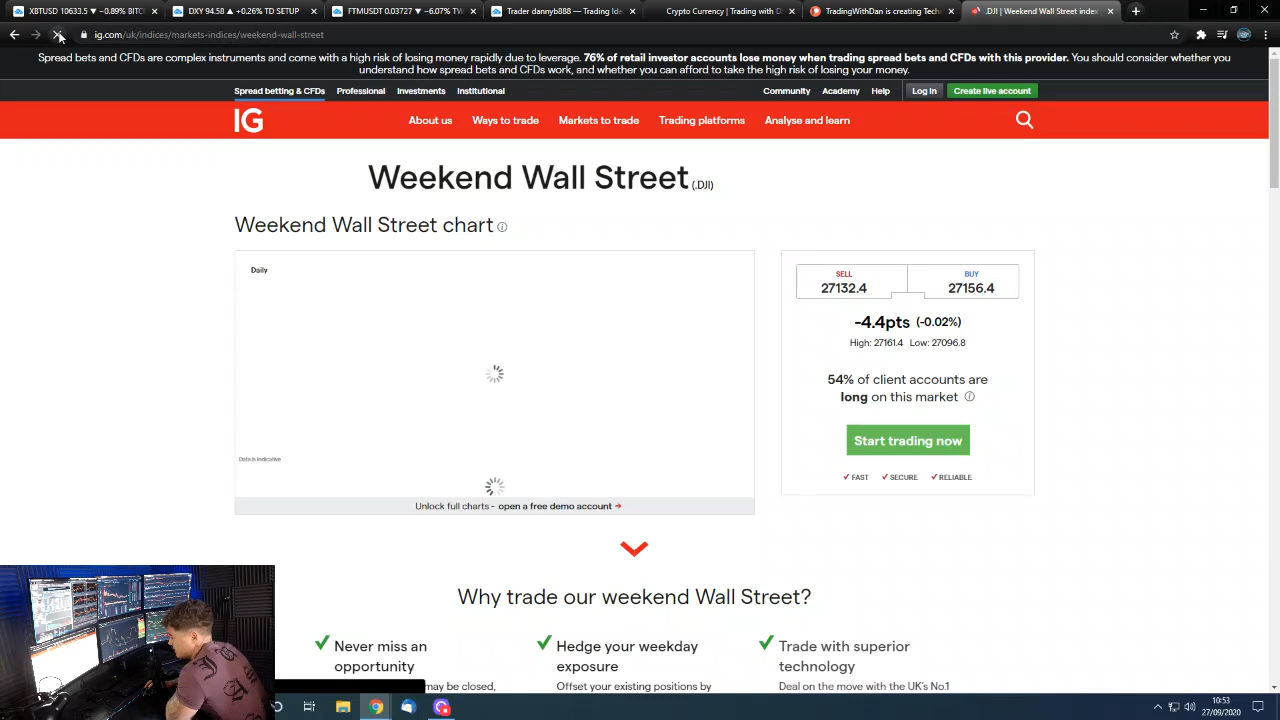 XBTUSD 10633.5 ▼ −0.89% BITC
DXY 94.58 ▲ +0.26% TD SETUP
FTMUSDT 0.03727 ▼ −6.07% TW
Trader dannyb888 — Trading Ide
Crypto Currency | Trading with D
TradingWithDan is creating Tech
.DJI | Weekend Wall Street index
ig.com/uk/indices/markets-indices/weekend-wall-street
Spread bets and CFDs are complex instruments and come with a high risk of losing money rapidly due to leverage. 76% of retail investor accounts lose money when trading spread bets and CFDs with this provider. You should consider whether you
understand how spread bets and CFDs work, and whether you can afford to take the high risk of losing your money.
Spread betting & CFDs Professional Investments Institutional
Community Academy Help Log in Create live account
IG
About us Ways to trade Markets to trade Trading platforms Analyse and learn
Weekend Wall Street (.DJI)
Weekend Wall Street chart
Daily
Data is indicative
Unlock full charts - open a free demo account →
SELL BUY
27132.4 27156.4
-4.4pts (-0.02%)
High: 27161.4 Low: 27096.8
54% of client accounts are
long on this market
Start trading now
FAST SECURE RELIABLE
Why trade our weekend Wall Street?
Never miss an
opportunity
may be closed,
Hedge your weekday
exposure
Offset your existing positions by
Trade with superior
technology
Deal on the move with the UK's No.1
10:53
27/09/2020